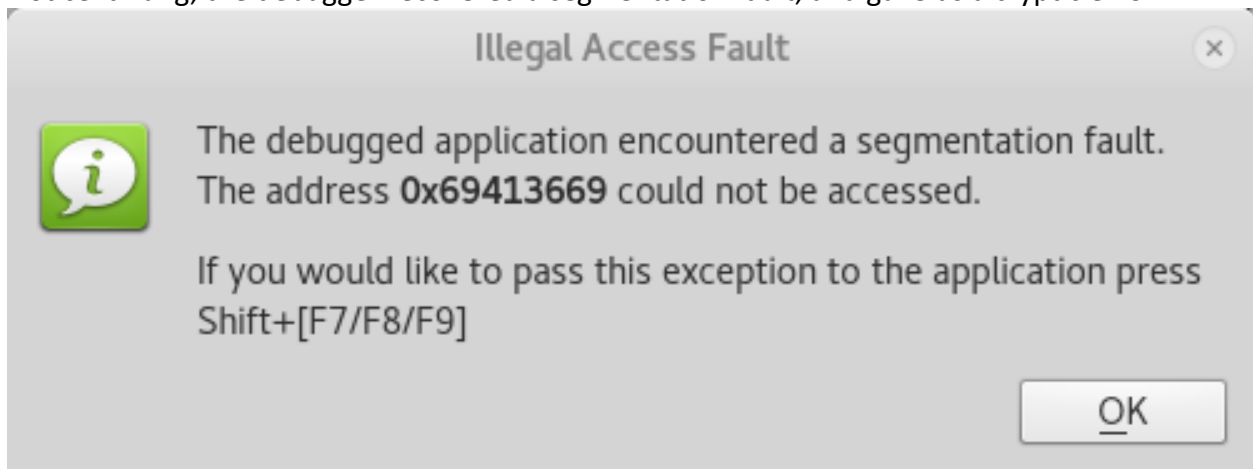 Illegal Access Fault
The debugged application encountered a segmentation fault.
The address 0x69413669 could not be accessed.
If you would like to pass this exception to the application press
Shift+[F7/F8/F9]
OK